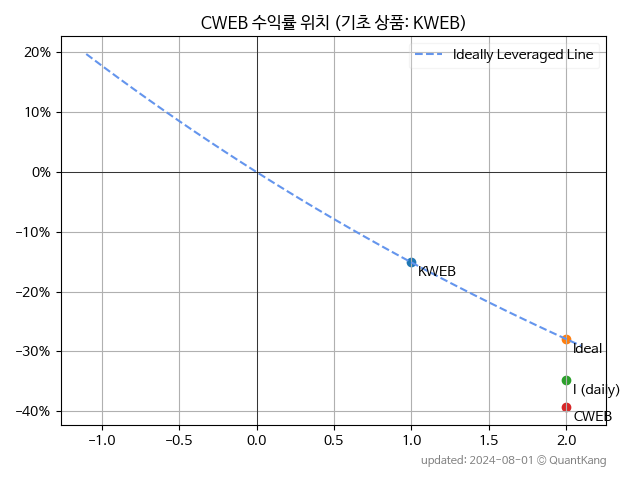 CWEB 수익률 위치 (기초 상품: KWEB)
Ideally Leveraged Line
20%
10%
0%
−10%
−20%
−30%
−40%
KWEB
Ideal
I (daily)
CWEB
−1.0 −0.5 0.0 0.5 1.0 1.5 2.0
updated: 2024-08-01 © QuantKang